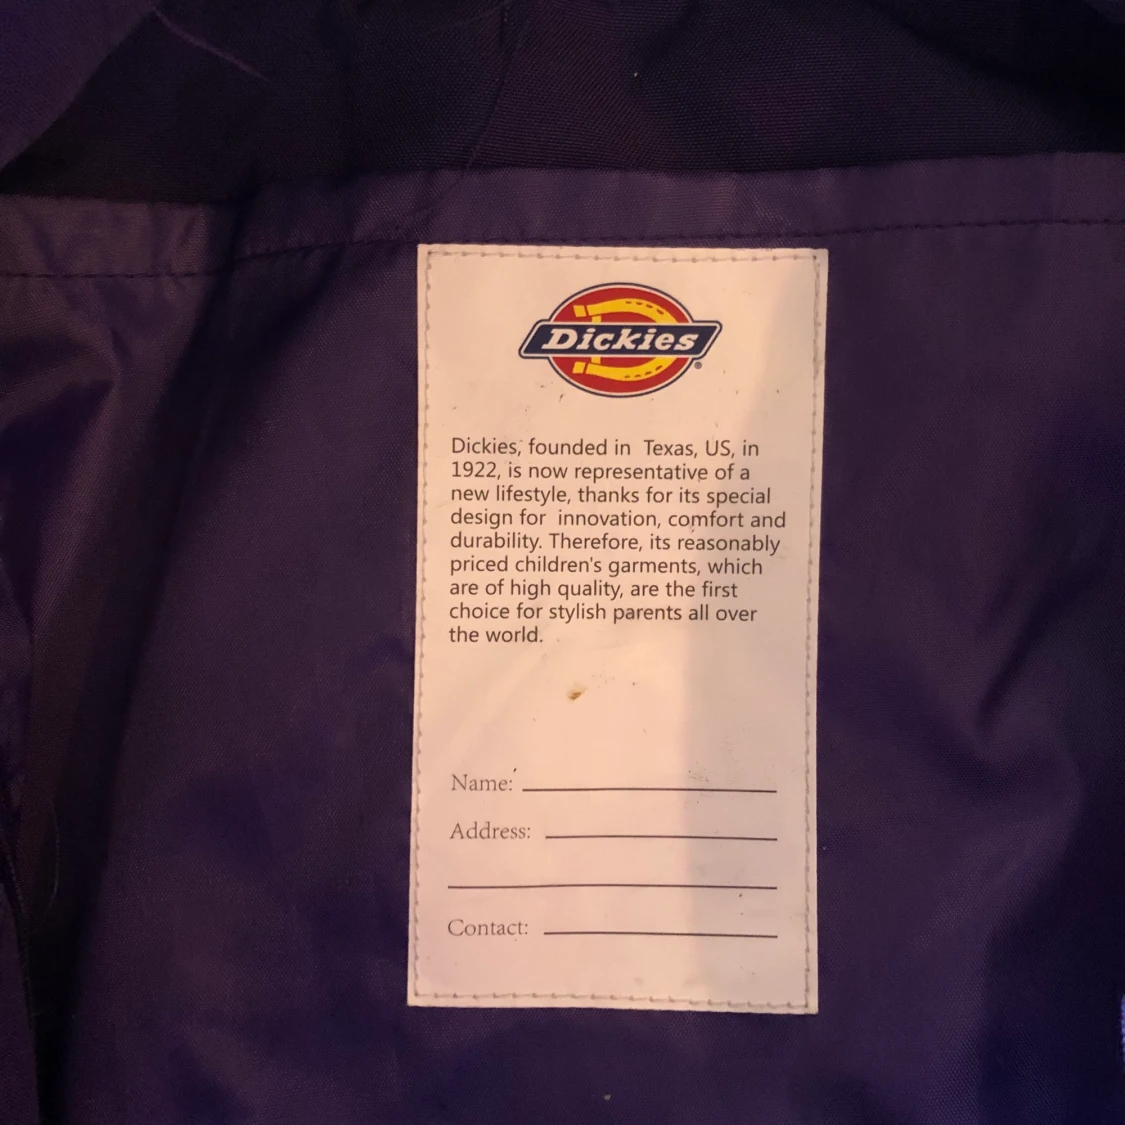 Dickies
®
Dickies, founded in Texas, US, in
1922, is now representative of a
new lifestyle, thanks for its special
design for innovation, comfort and
durability. Therefore, its reasonably
priced children's garments, which
are of high quality, are the first
choice for stylish parents all over
the world.
Name:
Address:
Contact: